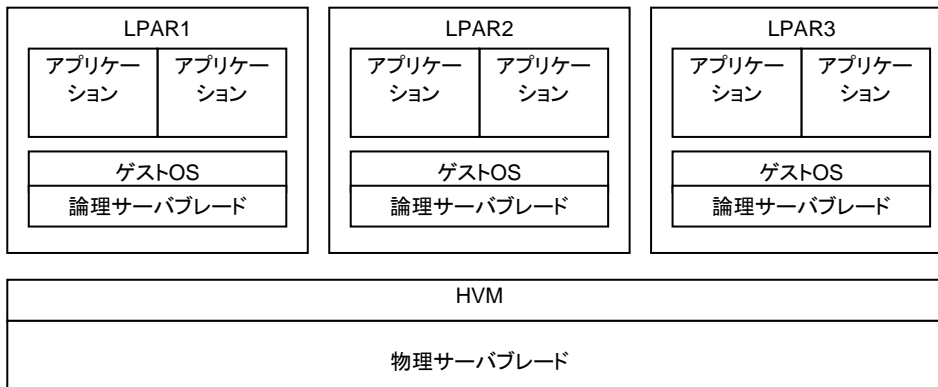 LPAR1
アプリケー
ション
アプリケー
ション
ゲストOS
論理サーバブレード
LPAR2
アプリケー
ション
アプリケー
ション
ゲストOS
論理サーバブレード
LPAR3
アプリケー
ション
アプリケー
ション
ゲストOS
論理サーバブレード
HVM
物理サーバブレード